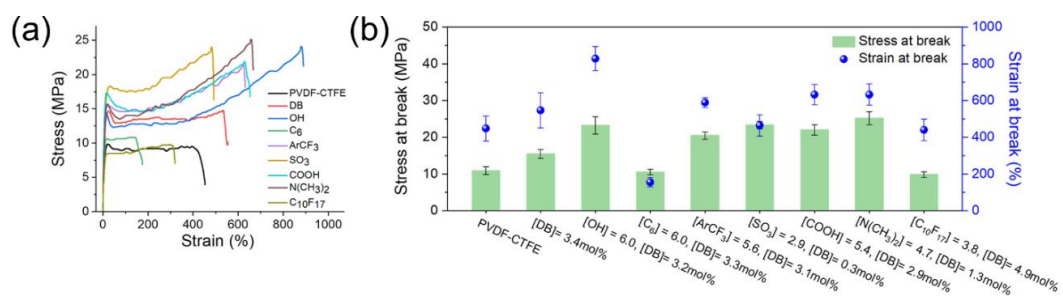 (a)
25
20
15
10
5
0
Stress (MPa)
PVDF-CTFE
DB
OH
C₆
ArCF₃
SO₃
COOH
N(CH₃)₂
C₁₀F₁₇
0 200 400 600 800 1000
Strain (%)
(b)
50
40
30
20
10
0
Stress at break (MPa)
Stress at break
Strain at break
1000
800
600
400
200
0
Strain at break (%)
PVDF-CTFE
[DB]= 3.4mol%
[OH] = 6.0, [DB]= 3.2mol%
[C₆] = 6.0, [DB]= 3.3mol%
[ArCF₃] = 5.6, [DB]= 3.1mol%
[SO₃] = 2.9, [DB]= 0.3mol%
[COOH] = 5.4, [DB]= 2.9mol%
[N(CH₃)₂] = 4.7, [DB]= 1.3mol%
[C₁₀F₁₇] = 3.8, [DB]= 4.9mol%